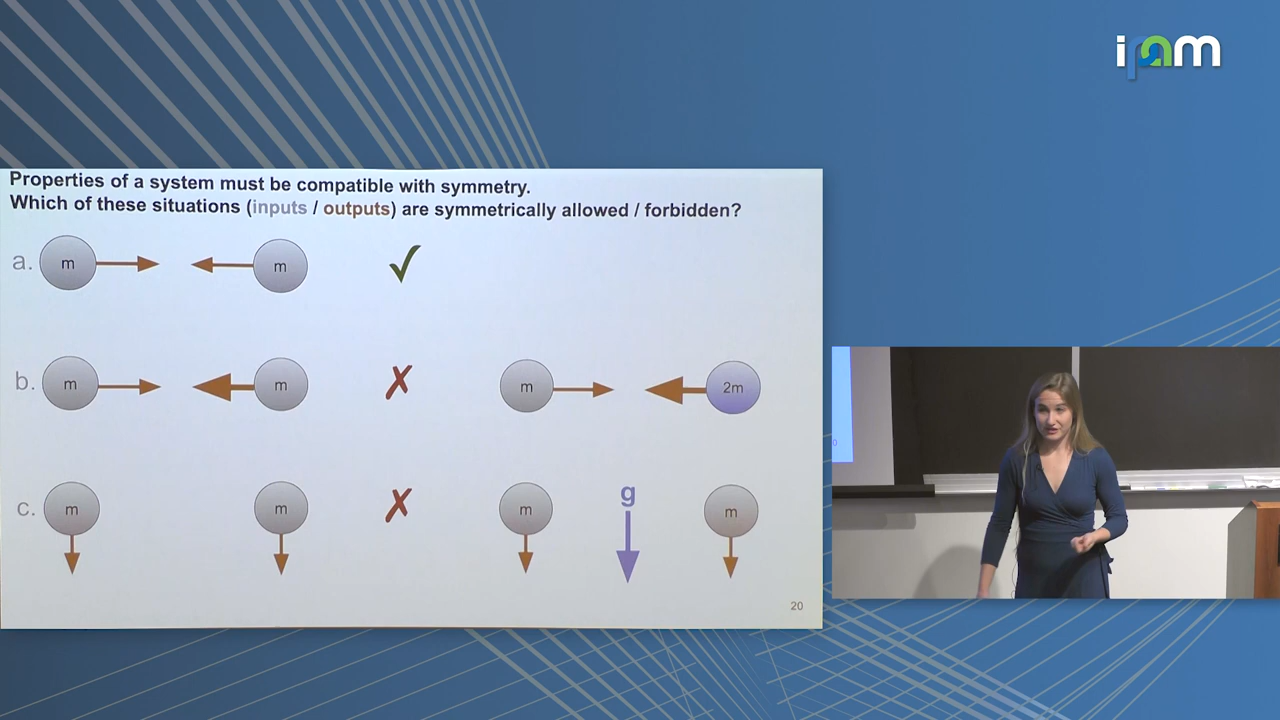 ipam
Properties of a system must be compatible with symmetry.
Which of these situations (inputs / outputs) are symmetrically allowed / forbidden?
a. m m ✓
b. m m ✗ m 2m
c. m m ✗ m g m
20
0